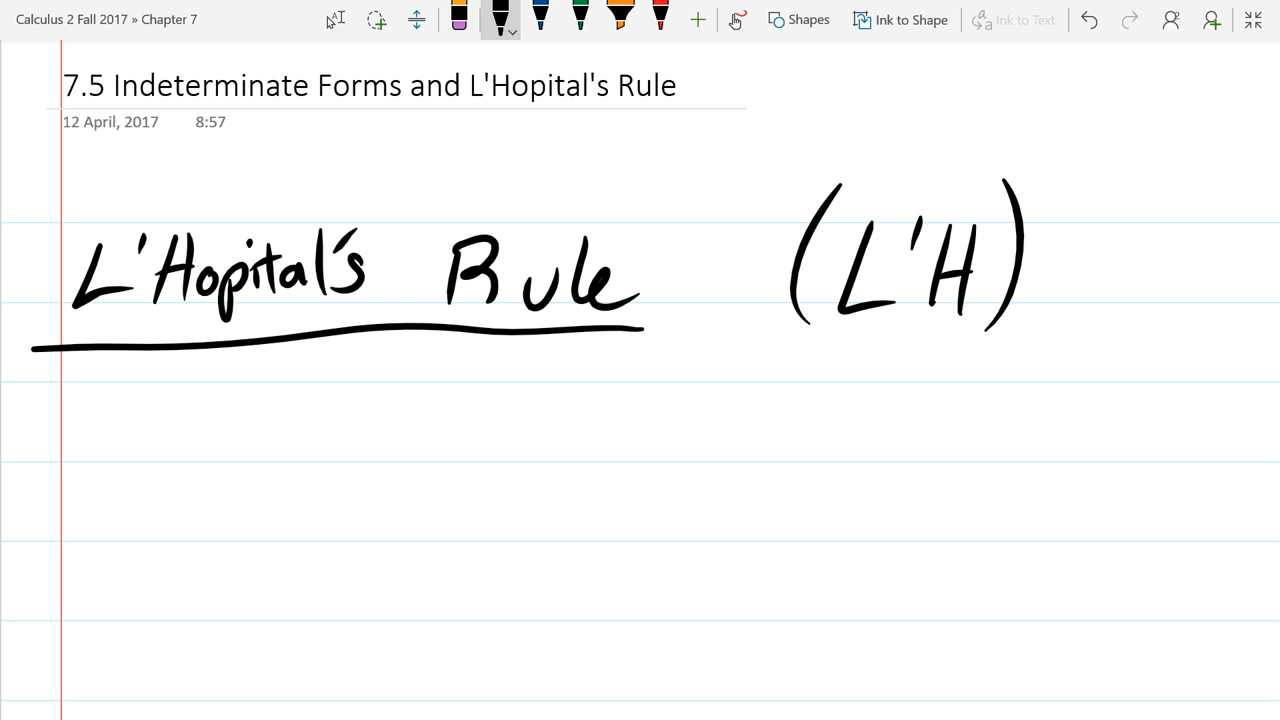 Calculus 2 Fall 2017 » Chapter 7
Shapes Ink to Shape Ink to Text
7.5 Indeterminate Forms and L'Hopital's Rule
12 April, 2017 8:57
L'Hopital's Rule (L'H)